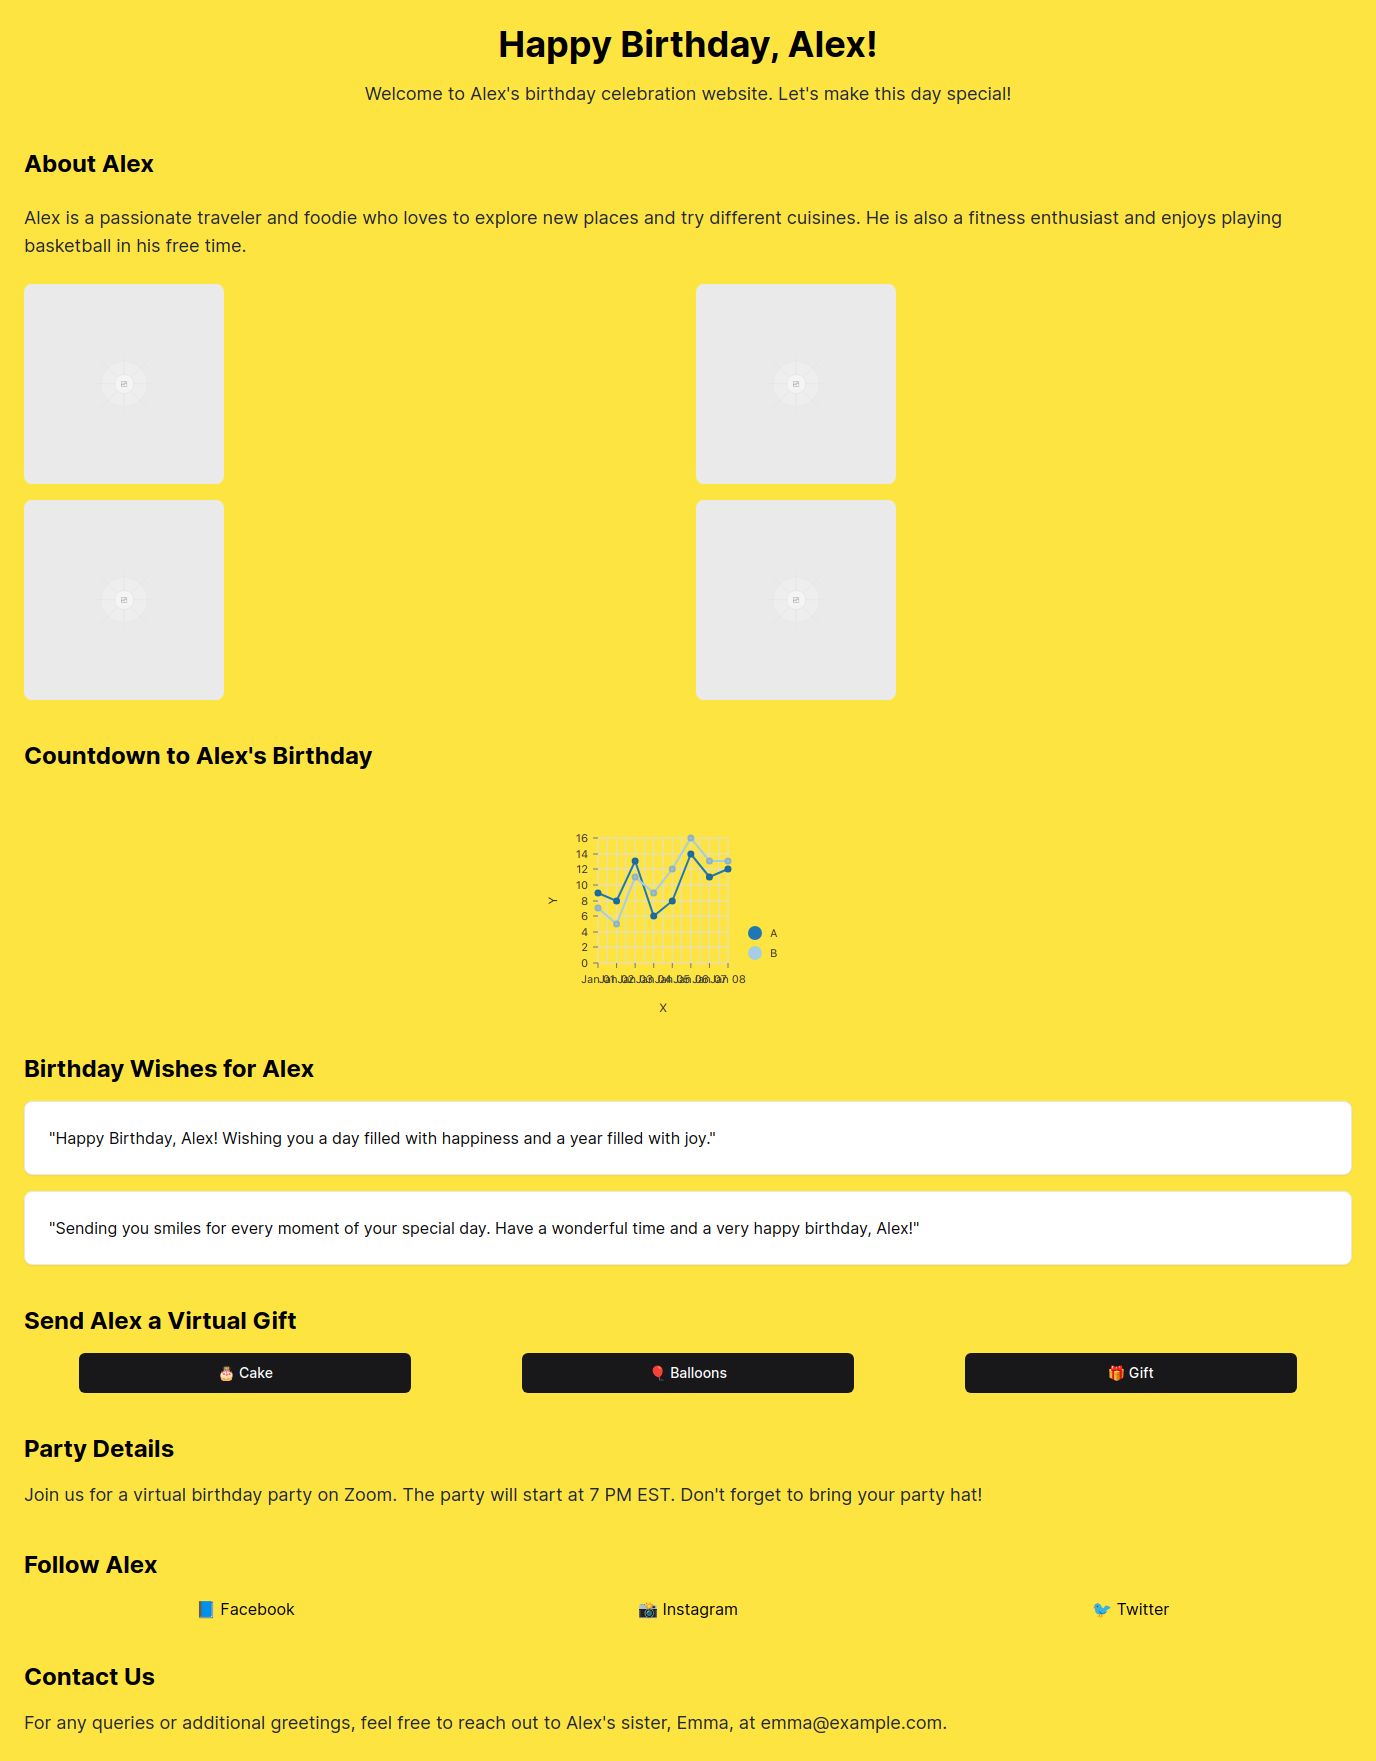 Happy Birthday, Alex!
Welcome to Alex's birthday celebration website. Let's make this day special!
About Alex
Alex is a passionate traveler and foodie who loves to explore new places and try different cuisines. He is also a fitness enthusiast and enjoys playing
basketball in his free time.
Countdown to Alex's Birthday
16
14
12
10
8
6
4
2
0
Y
A
B
Jan 01 Jan 02 Jan 03 Jan 04 Jan 05 Jan 06 Jan 07 Jan 08
X
Birthday Wishes for Alex
"Happy Birthday, Alex! Wishing you a day filled with happiness and a year filled with joy."
"Sending you smiles for every moment of your special day. Have a wonderful time and a very happy birthday, Alex!"
Send Alex a Virtual Gift
🎂 Cake 🎈 Balloons 🎁 Gift
Party Details
Join us for a virtual birthday party on Zoom. The party will start at 7 PM EST. Don't forget to bring your party hat!
Follow Alex
📘 Facebook 📸 Instagram 🐦 Twitter
Contact Us
For any queries or additional greetings, feel free to reach out to Alex's sister, Emma, at emma@example.com.